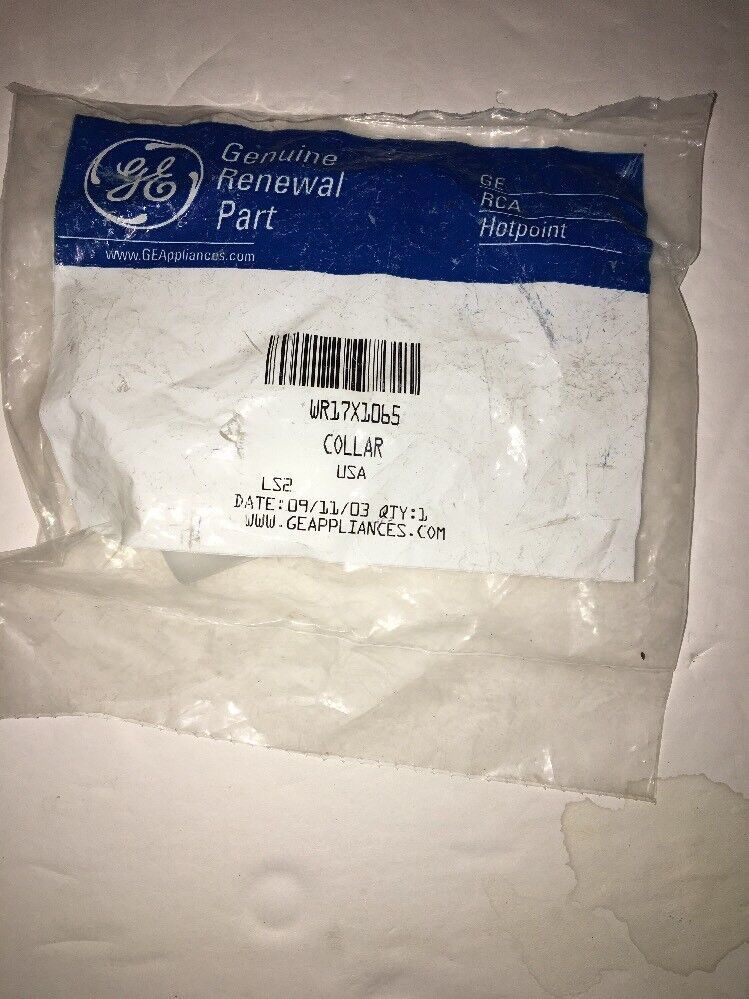 GE
Genuine
Renewal
Part
www.GEAppliances.com
GE
RCA
Hotpoint
WR17X1065
COLLAR
USA
LS2
DATE:09/11/03 QTY:1
WWW.GEAPPLIANCES.COM